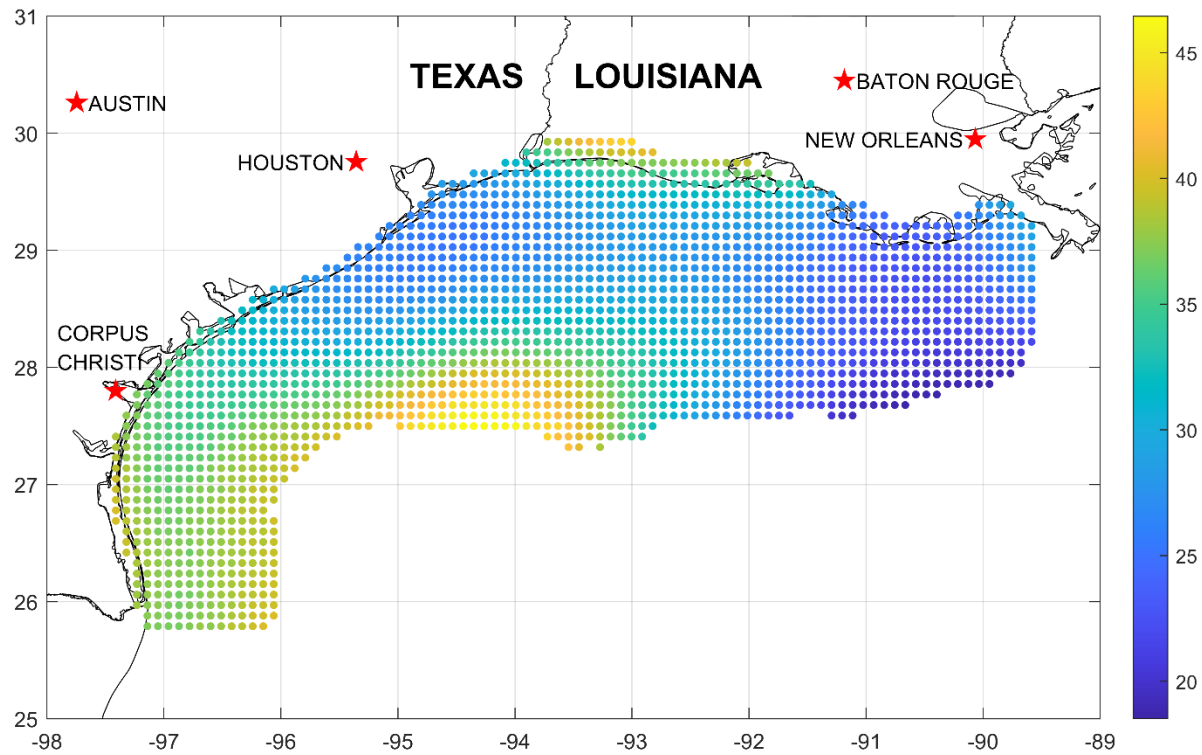 31
45
TEXAS LOUISIANA
BATON ROUGE
AUSTIN
40
30
NEW ORLEANS
HOUSTON
35
29
CORPUS
CHRISTI
28
30
27
25
26
20
25
-98 -97 -96 -95 -94 -93 -92 -91 -90 -89